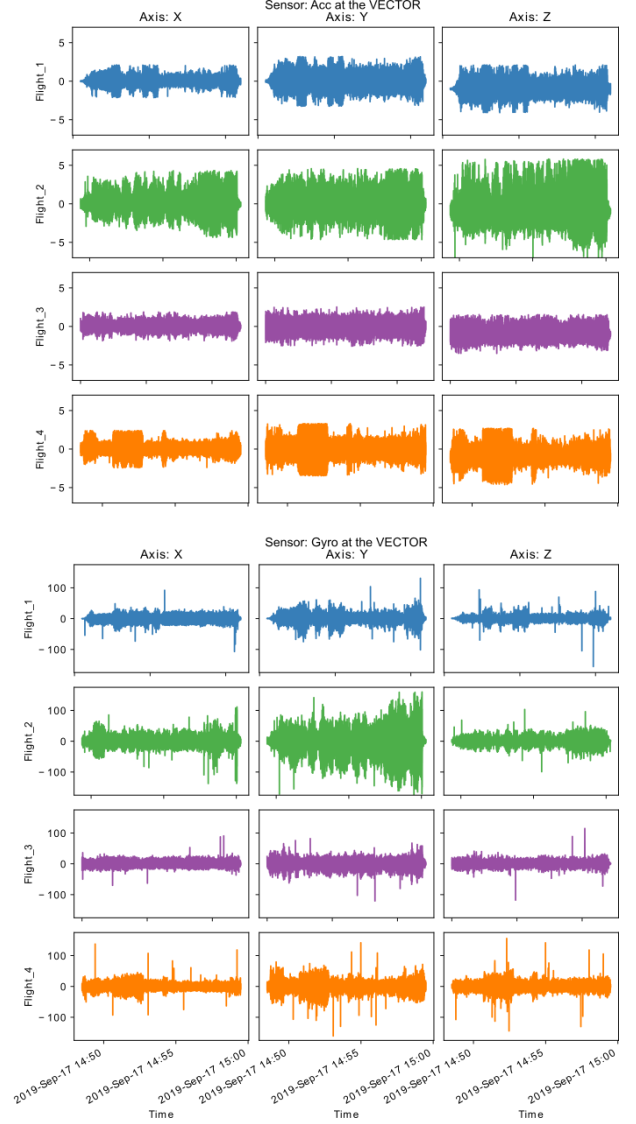 Sensor: Acc at the VECTOR
Axis: X Axis: Y Axis: Z
Flight_1
5
0
− 5
Flight_2
5
0
− 5
Flight_3
5
0
− 5
Flight_4
5
0
− 5
Sensor: Gyro at the VECTOR
Axis: X Axis: Y Axis: Z
Flight_1
100
0
− 100
Flight_2
100
0
− 100
Flight_3
100
0
− 100
Flight_4
100
0
− 100
2019-Sep-17 14:50 2019-Sep-17 14:55 2019-Sep-17 15:00 2019-Sep-17 14:50 2019-Sep-17 14:55 2019-Sep-17 15:00 2019-Sep-17 14:50 2019-Sep-17 14:55 2019-Sep-17 15:00
Time Time Time